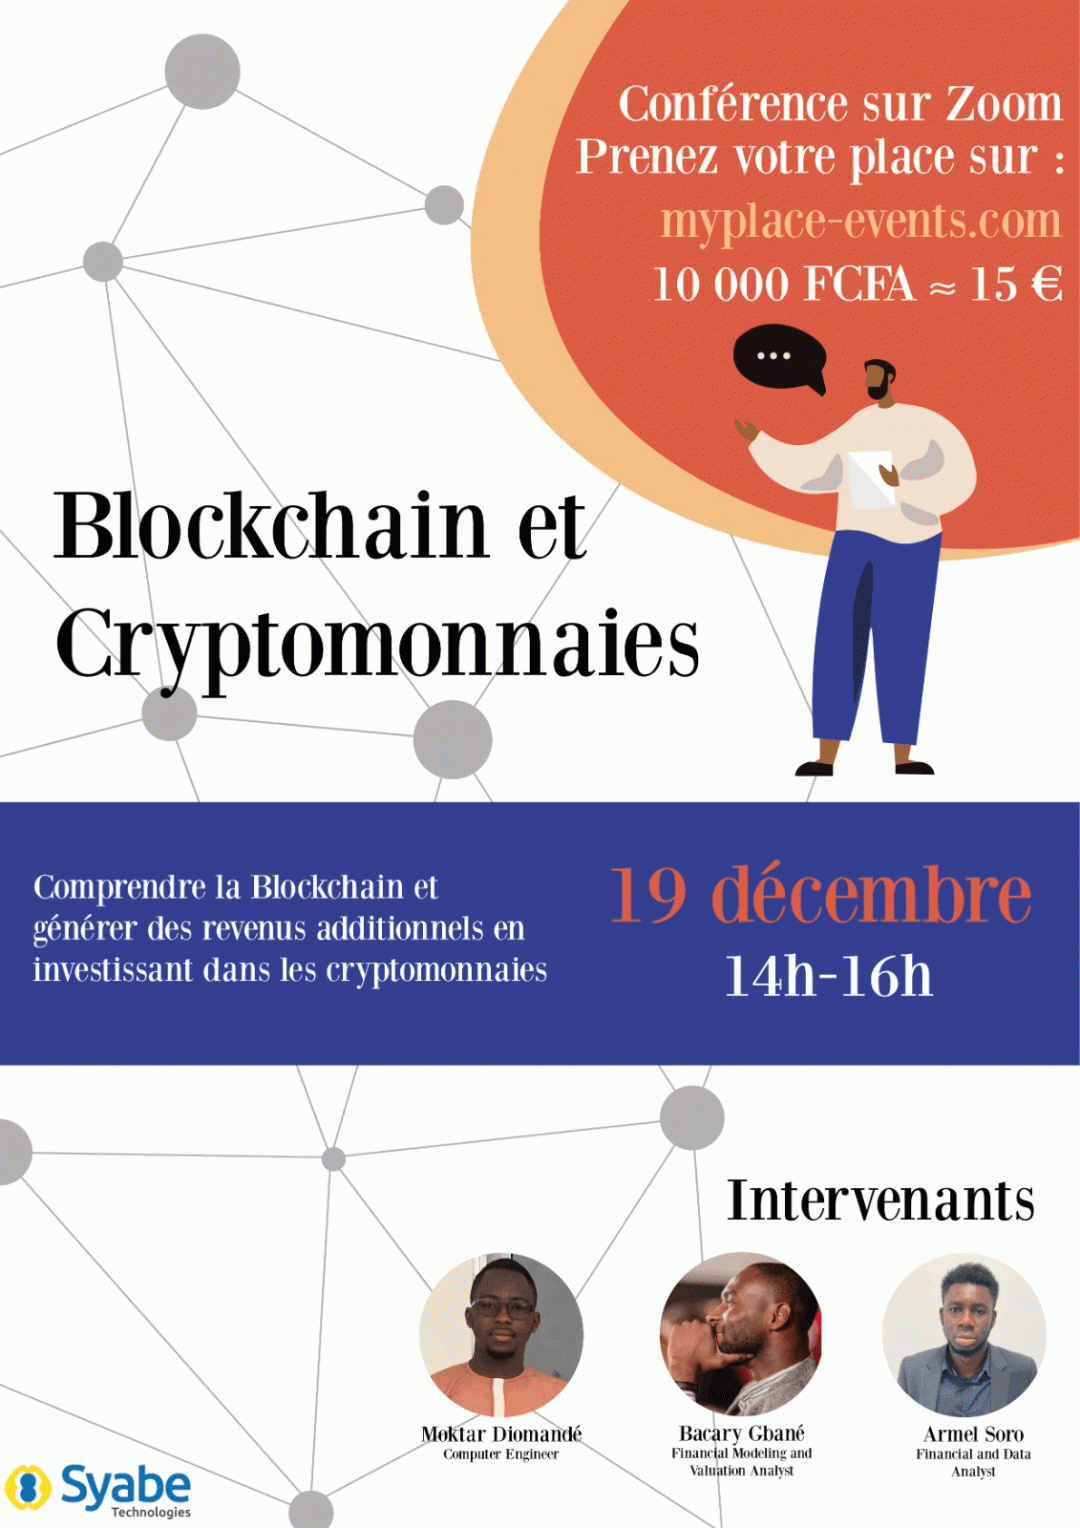 Conférence sur Zoom
Prenez votre place sur :
myplace-events.com
10 000 FCFA ≈ 15 €
Blockchain et
Cryptomonnaies
Comprendre la Blockchain et
générer des revenus additionnels en
investissant dans les cryptomonnaies
19 décembre
14h-16h
Intervenants
Moktar Diomandé
Computer Engineer
Bacary Gbané
Financial Modeling and
Valuation Analyst
Armel Soro
Financial and Data
Analyst
Syabe
Technologies